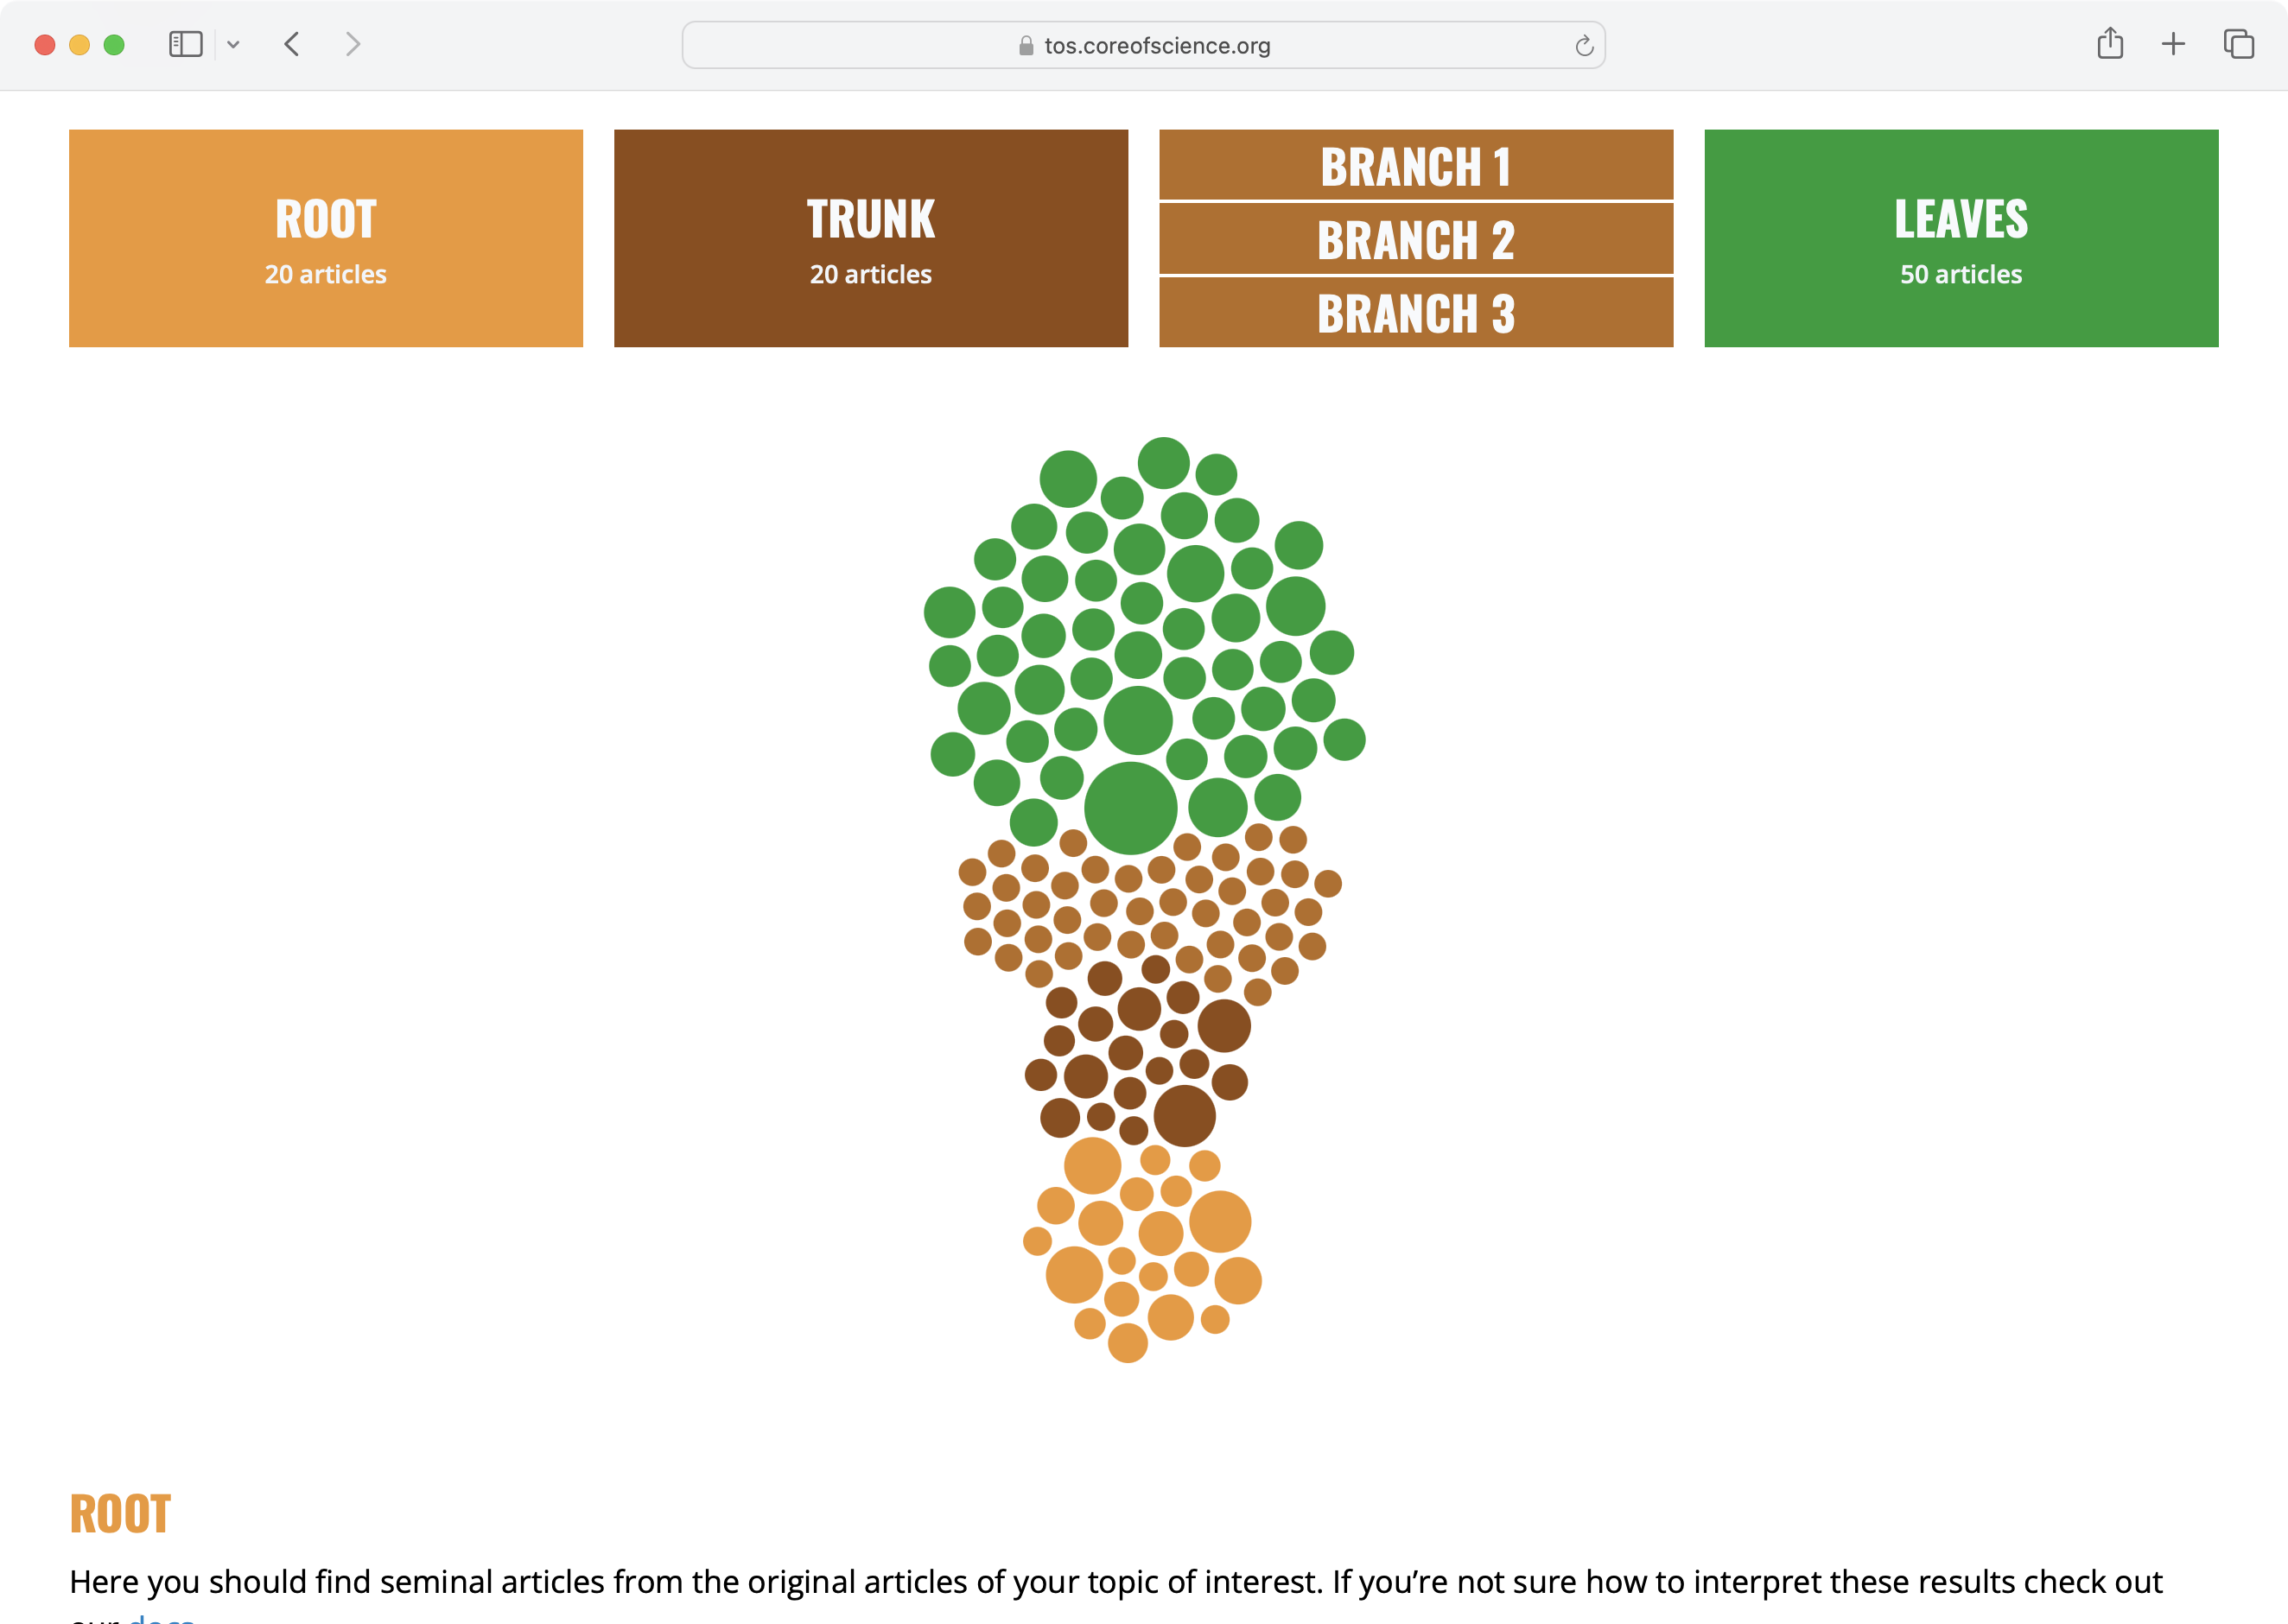 tos.coreofscience.org
ROOT
20 articles
TRUNK
20 articles
BRANCH 1
BRANCH 2
BRANCH 3
LEAVES
50 articles
ROOT
Here you should find seminal articles from the original articles of your topic of interest. If you’re not sure how to interpret these results check out
our docs